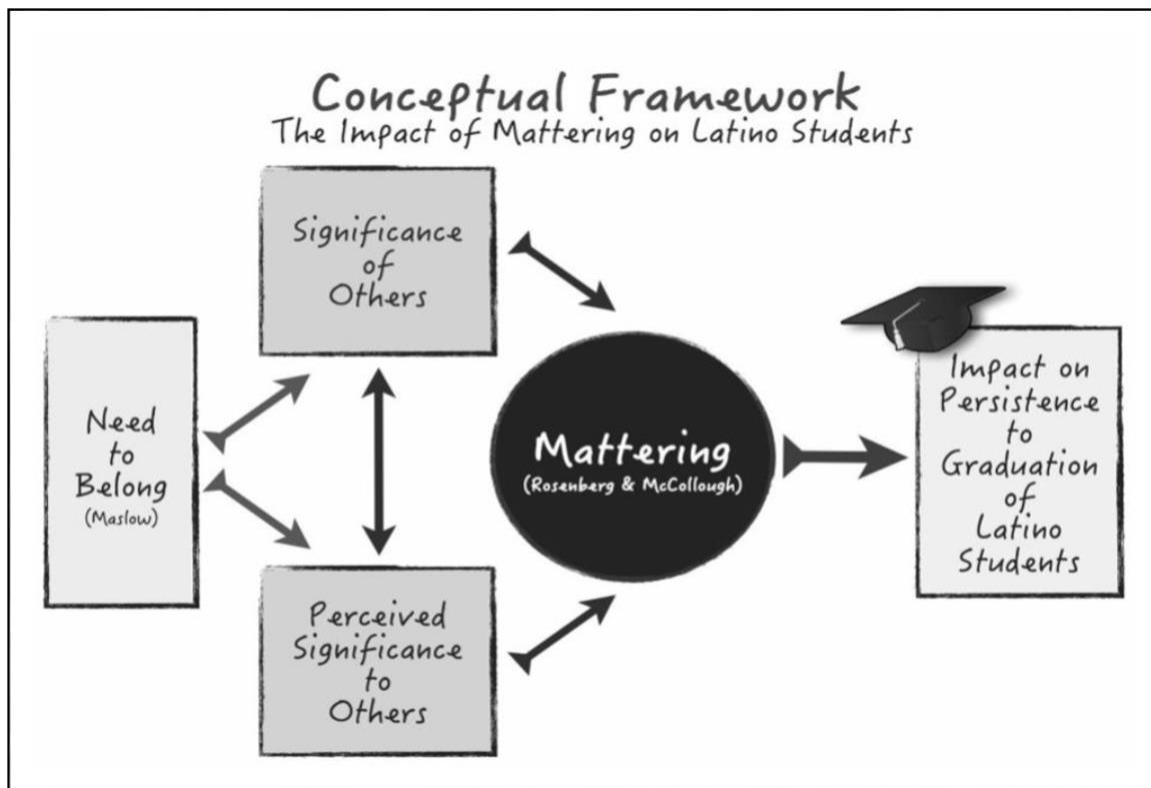 Conceptual Framework
The Impact of Mattering on Latino Students
Significance
of
Others
Need
to
Belong
(Maslow)
Perceived
Significance
to
Others
Mattering
(Rosenberg & McCollough)
Impact on
Persistence
to
Graduation
of
Latino
Students